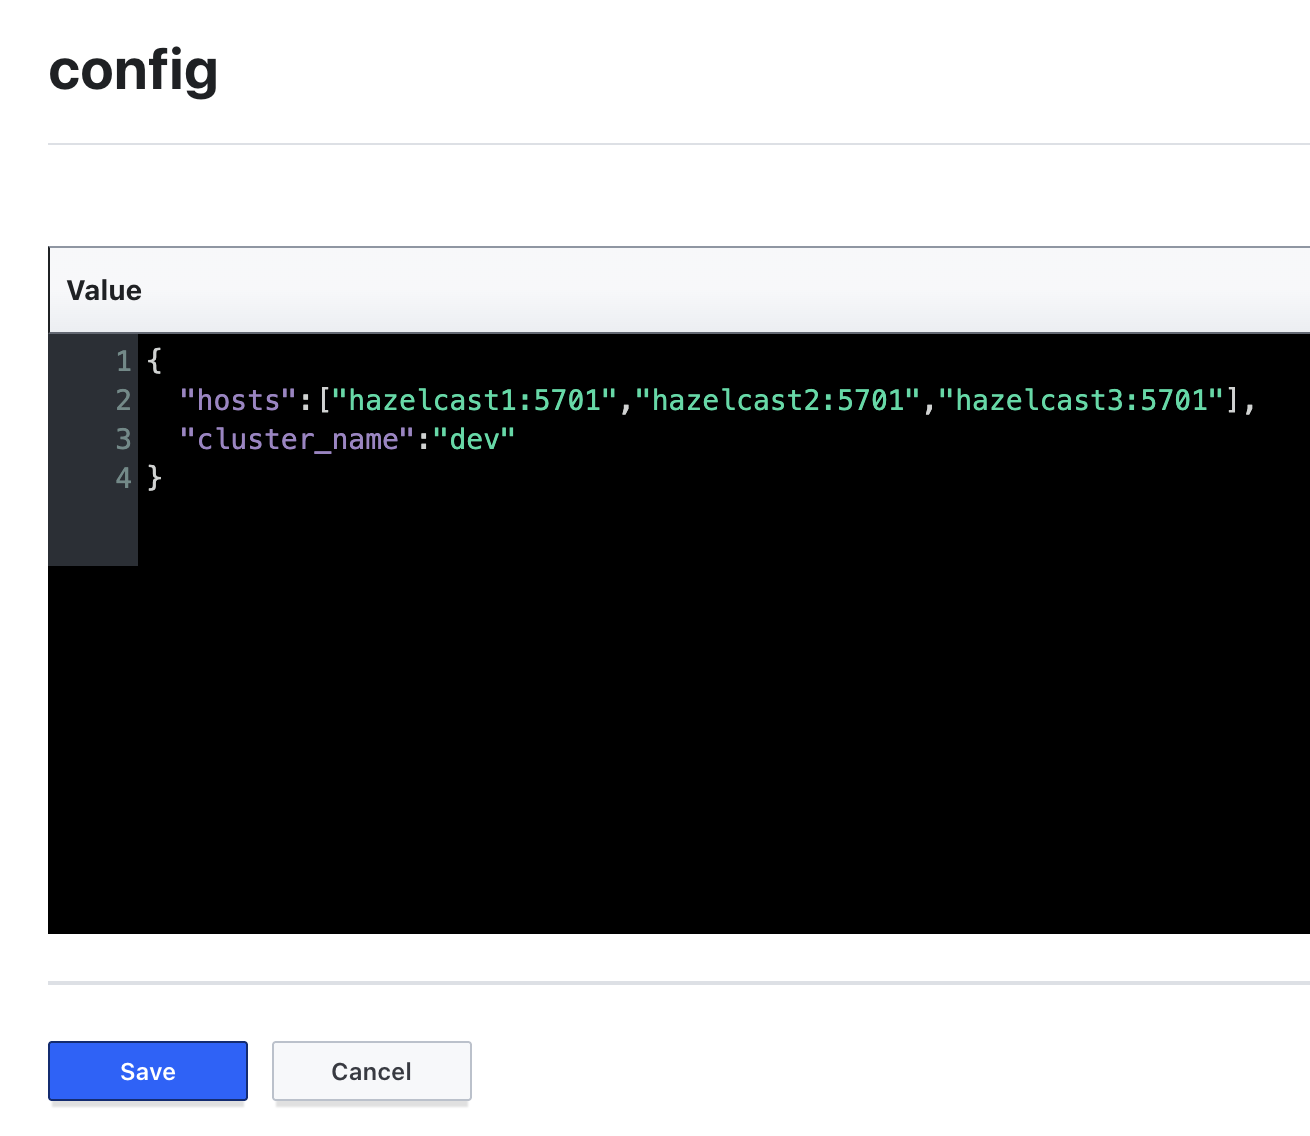 config
Value
1 {
2   "hosts":["hazelcast1:5701","hazelcast2:5701","hazelcast3:5701"],
3   "cluster_name":"dev"
4 }
Save
Cancel